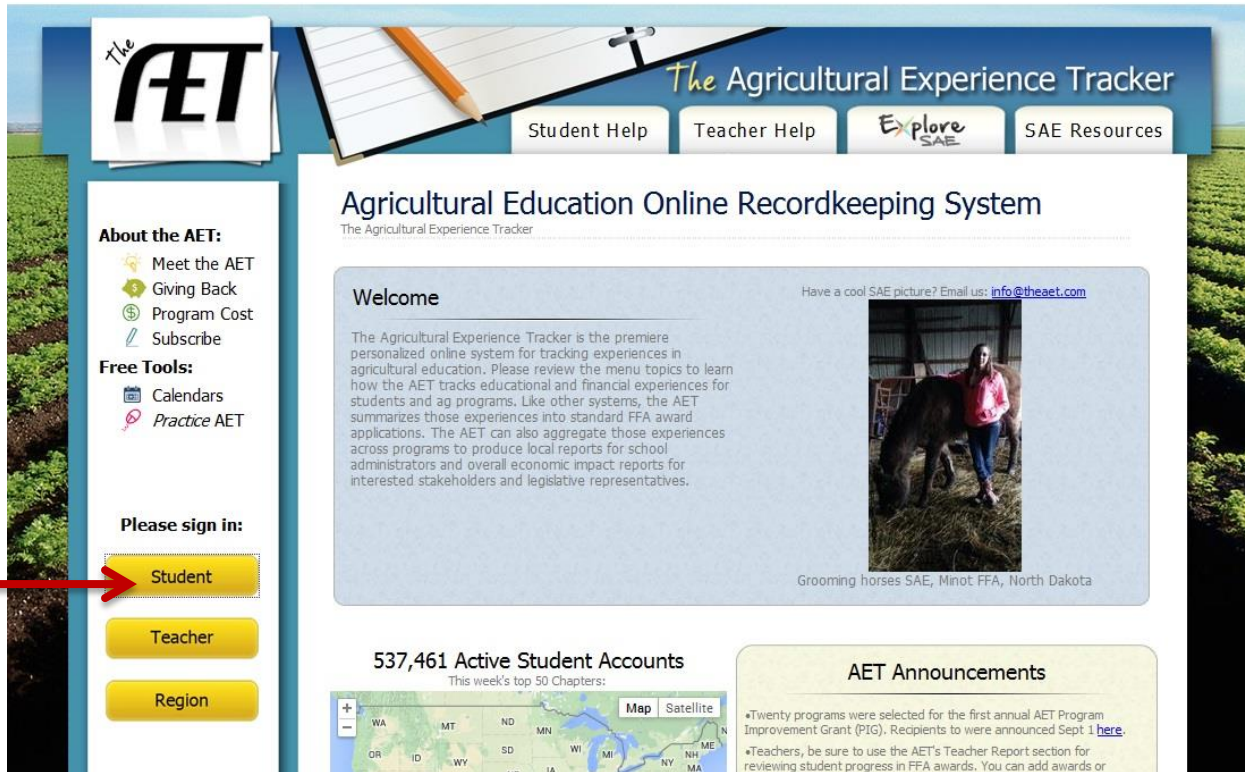 The AET
The Agricultural Experience Tracker
Student Help
Teacher Help
Explore SAE
SAE Resources
About the AET:
Meet the AET
Giving Back
Program Cost
Subscribe
Free Tools:
Calendars
Practice AET
Please sign in:
Student
Teacher
Region
Agricultural Education Online Recordkeeping System
The Agricultural Experience Tracker
Welcome
The Agricultural Experience Tracker is the premiere
personalized online system for tracking experiences in
agricultural education. Please review the menu topics to learn
how the AET tracks educational and financial experiences for
students and ag programs. Like other systems, the AET
summarizes those experiences into standard FFA award
applications. The AET can also aggregate those experiences
across programs to produce local reports for school
administrators and overall economic impact reports for
interested stakeholders and legislative representatives.
Have a cool SAE picture? Email us: info@theaet.com
Grooming horses SAE, Minot FFA, North Dakota
537,461 Active Student Accounts
This week's top 50 Chapters:
+
−
Map Satellite
WA MT ND MN
OR ID WY SD WI MI NY NH ME
IA MA
AET Announcements
•Twenty programs were selected for the first annual AET Program
Improvement Grant (PIG). Recipients to were announced Sept 1 here.
•Teachers, be sure to use the AET's Teacher Report section for
reviewing student progress in FFA awards. You can add awards or